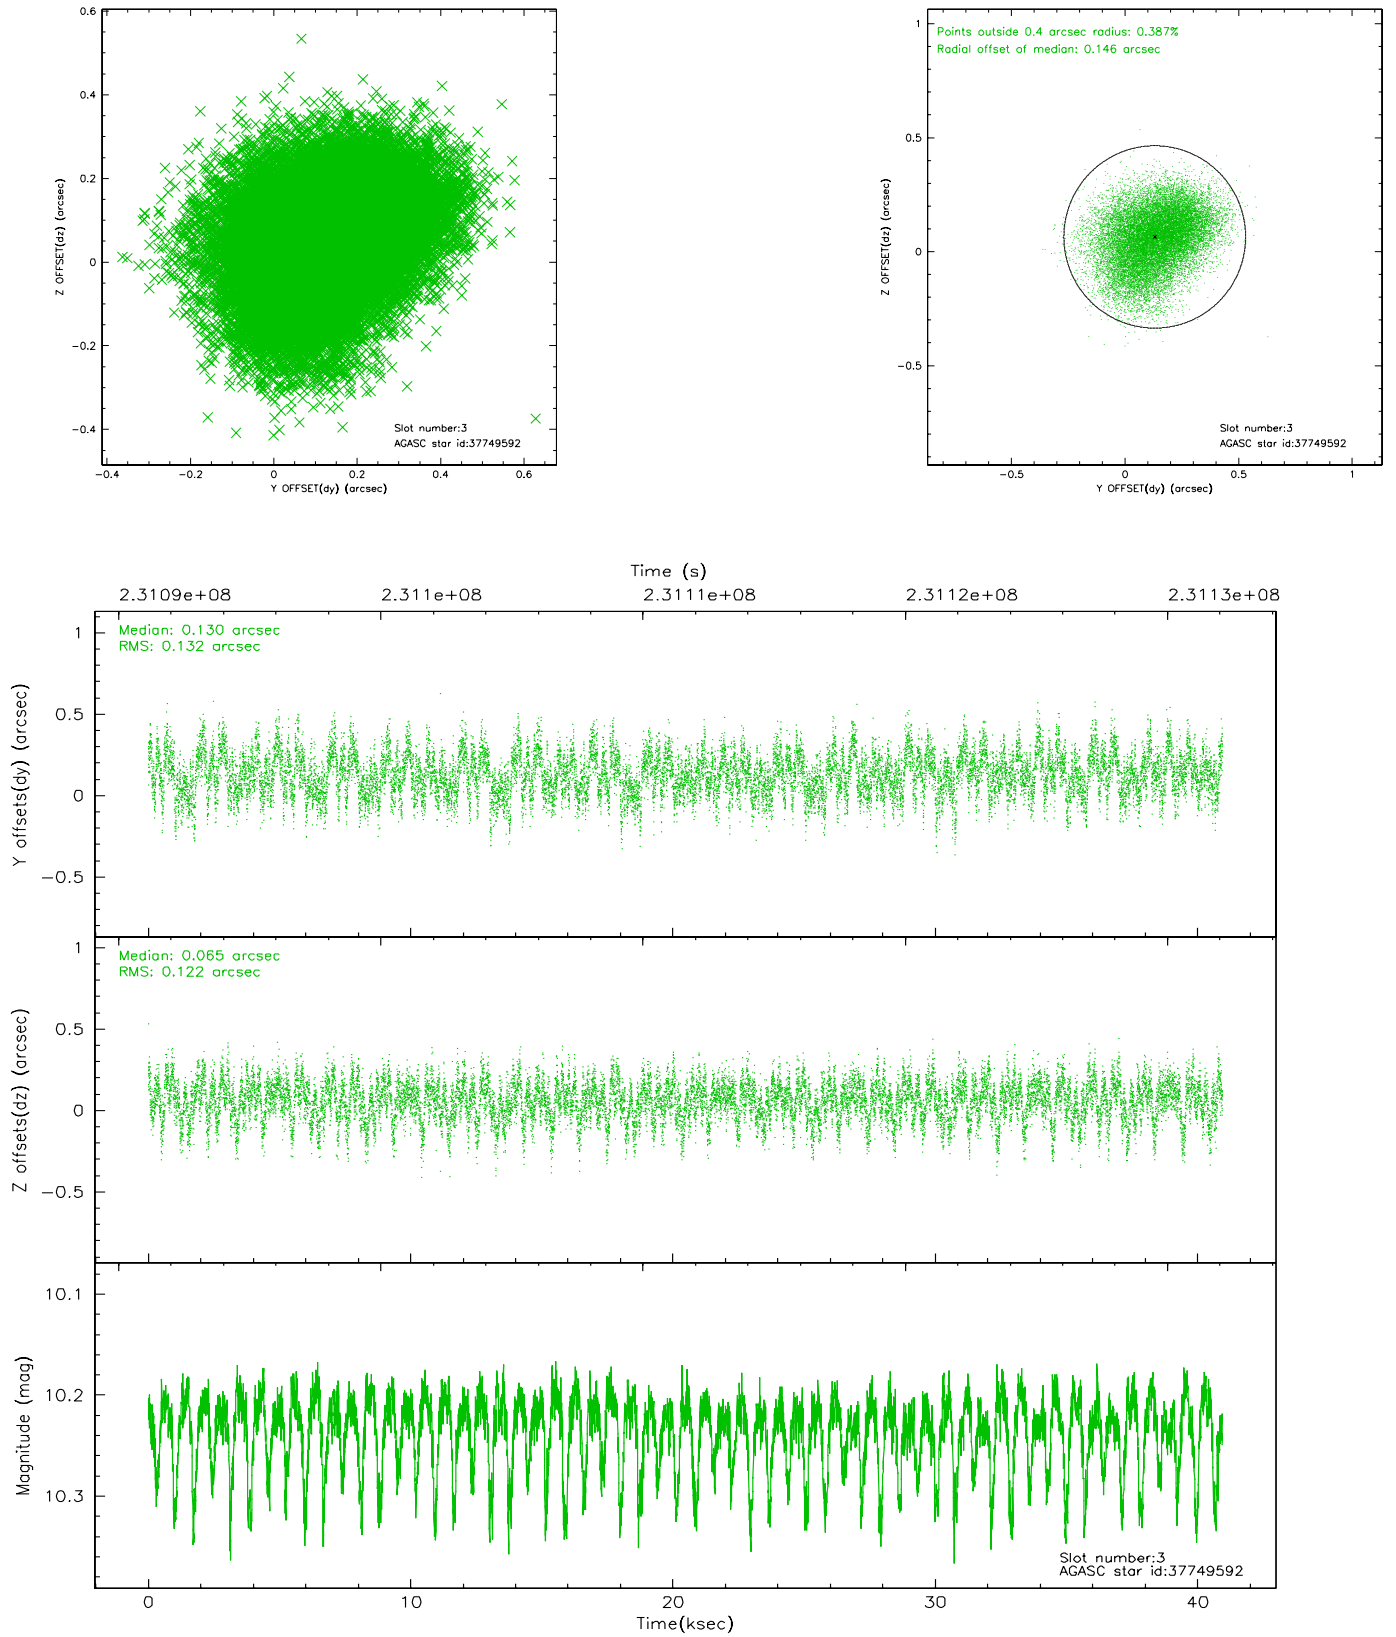 0.6
0.4
0.2
0
−0.2
−0.4
−0.4 −0.2 0 0.2 0.4 0.6
Z OFFSET(dz) (arcsec)
Y OFFSET(dy) (arcsec)
Slot number:3
AGASC star id:37749592
Points outside 0.4 arcsec radius: 0.387%
Radial offset of median: 0.146 arcsec
1
0.5
0
−0.5
−0.5 0 0.5 1
Z OFFSET(dz) (arcsec)
Y OFFSET(dy) (arcsec)
Slot number:3
AGASC star id:37749592
Time (s)
2.3109e+08 2.311e+08 2.3111e+08 2.3112e+08 2.3113e+08
Median: 0.130 arcsec
RMS: 0.132 arcsec
1
0.5
0
−0.5
Y offsets(dy) (arcsec)
Median: 0.065 arcsec
RMS: 0.122 arcsec
1
0.5
0
−0.5
Z offsets(dz) (arcsec)
10.1
10.2
10.3
Magnitude (mag)
Slot number:3
AGASC star id:37749592
0 10 20 30 40
Time(ksec)